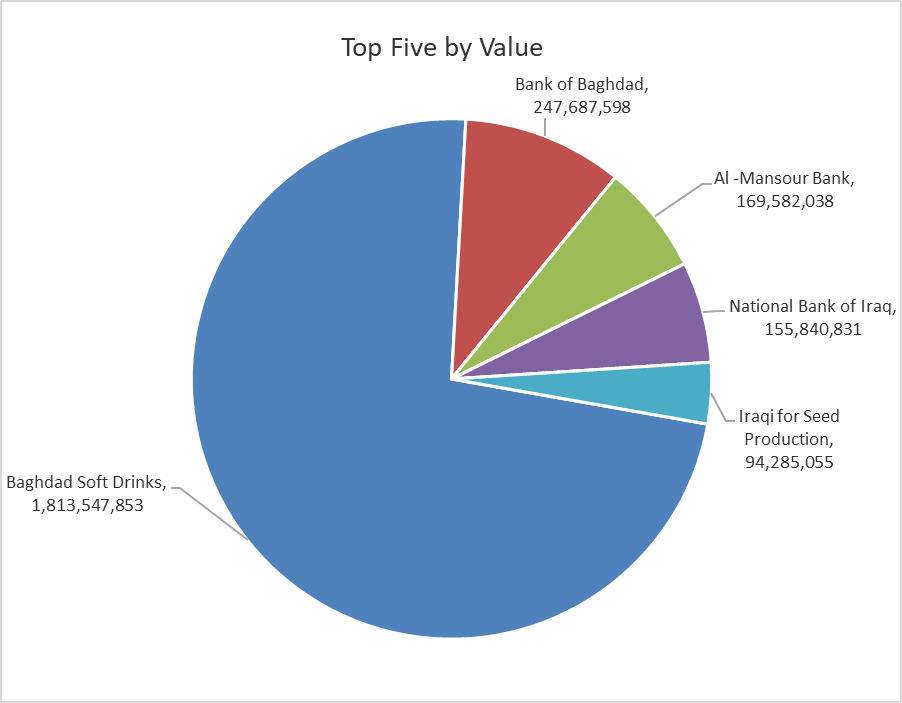 Top Five by Value
Bank of Baghdad,
247,687,598
Al -Mansour Bank,
169,582,038
National Bank of Iraq,
155,840,831
Iraqi for Seed
Production,
94,285,055
Baghdad Soft Drinks,
1,813,547,853